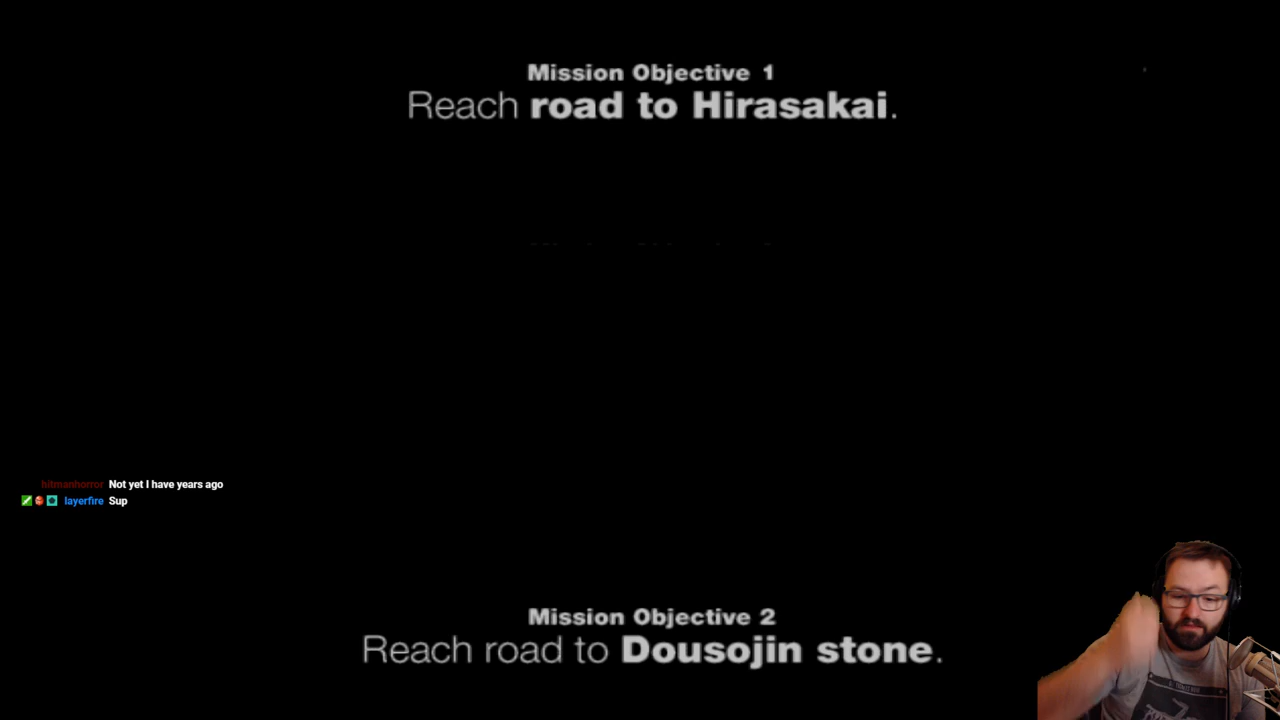 Mission Objective 1
Reach road to Hirasakai.
hitmanhorror Not yet I have years ago
layerfire Sup
Mission Objective 2
Reach road to Dousojin stone.